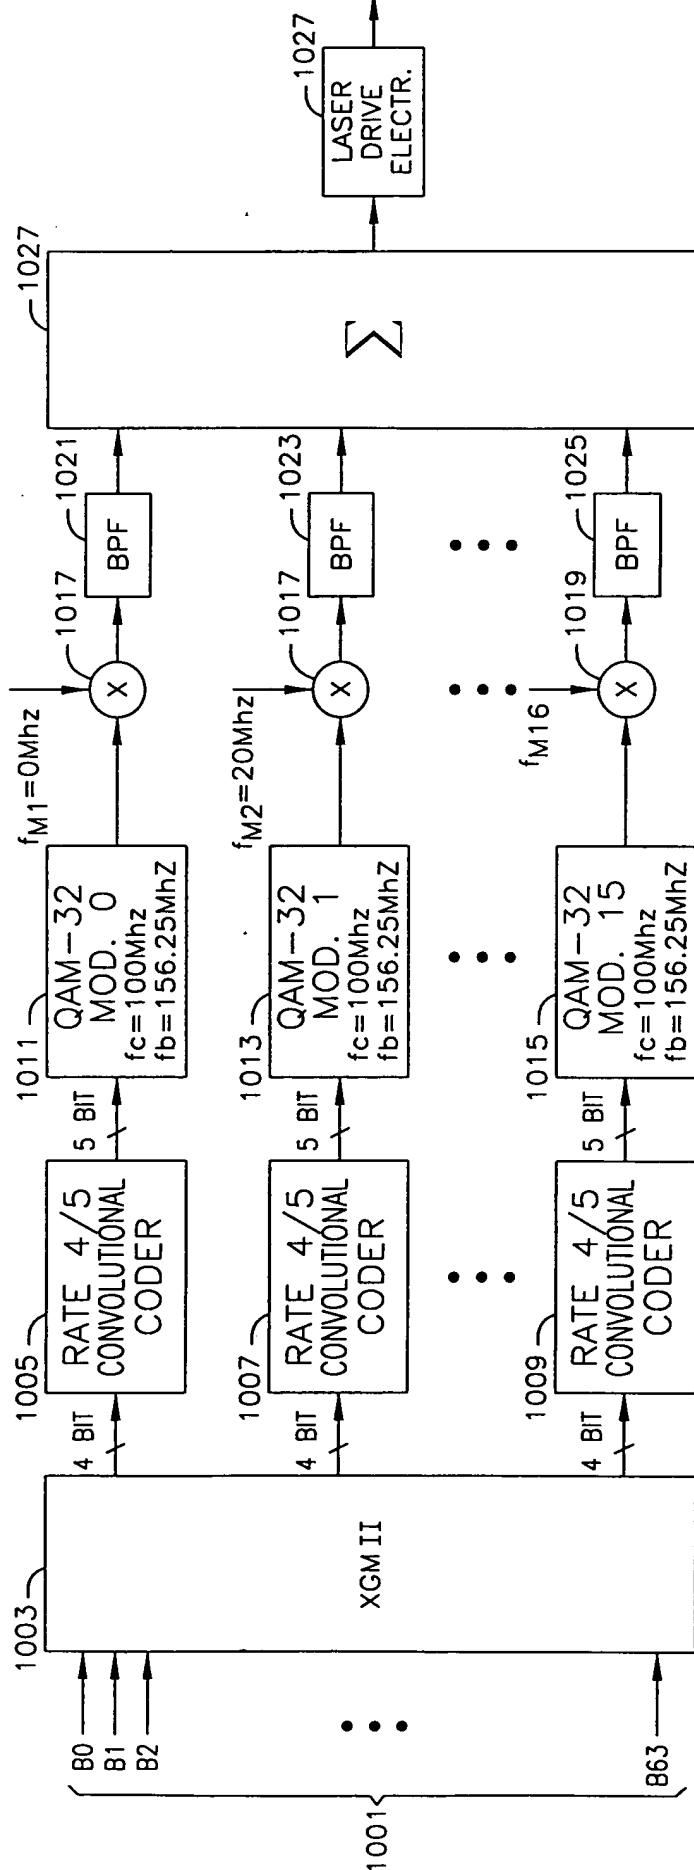 1001
B0
B1
B2
B63
1003
XGMII
4 BIT
4 BIT
4 BIT
1005
RATE 4/5
CONVOLUTIONAL
CODER
1007
RATE 4/5
CONVOLUTIONAL
CODER
1009
RATE 4/5
CONVOLUTIONAL
CODER
5 BIT
5 BIT
5 BIT
1011
QAM-32
MOD. 0
fc=100Mhz
fb=156.25MhZ
1013
QAM-32
MOD. 1
fc=100Mhz
fb=156.25MhZ
1015
QAM-32
MOD. 15
fc=100Mhz
fb=156.25MhZ
fM1=0Mhz
1017
X
fM2=20Mhz
1017
X
fM16
1019
X
1021
BPF
1023
BPF
1025
BPF
1027
Σ
1027
LASER
DRIVE
ELECTR.